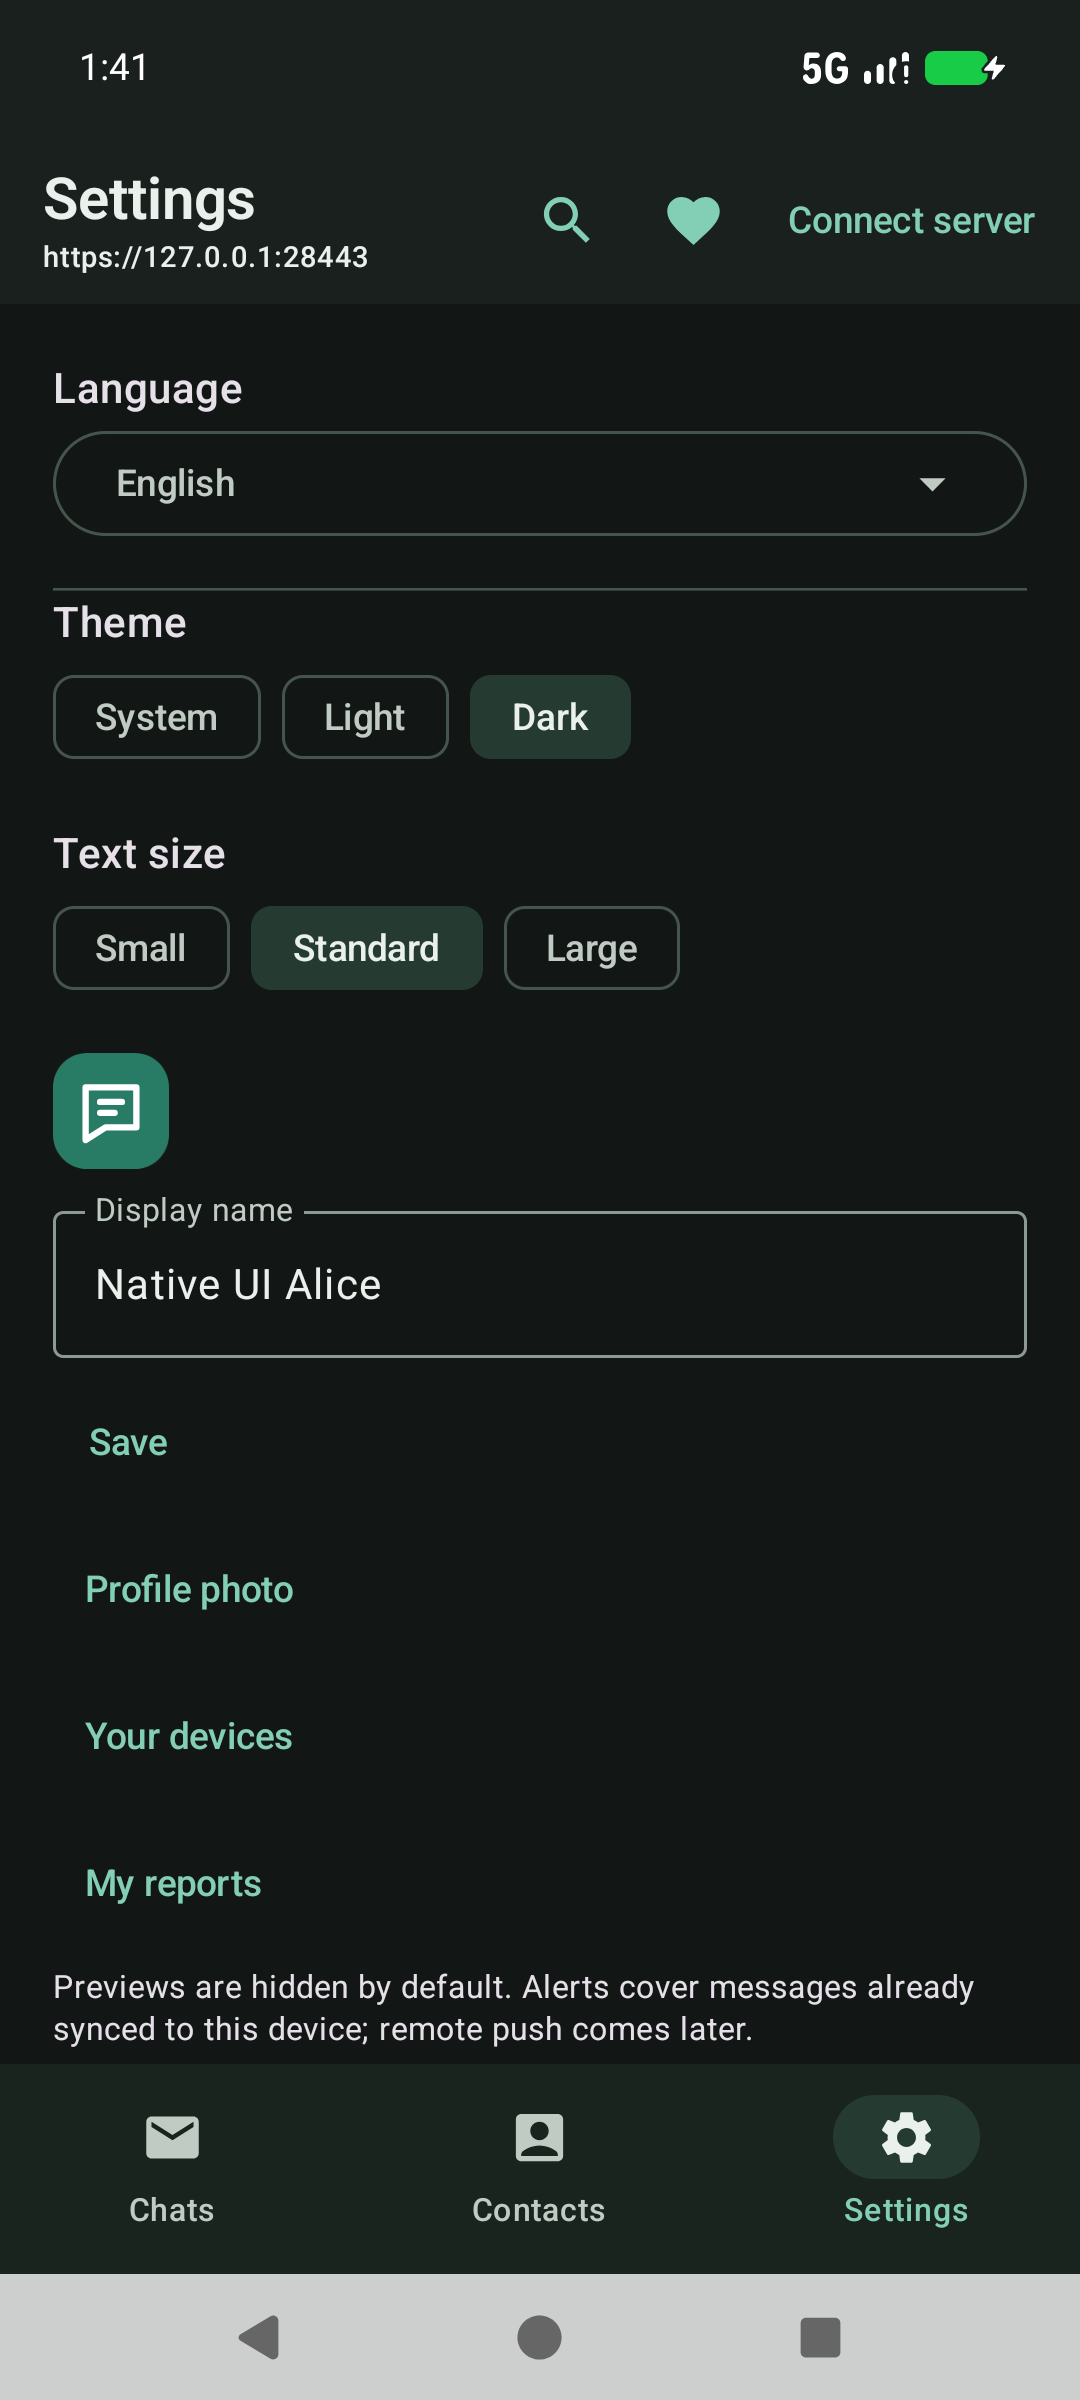 1:41
5G
Settings
https://127.0.0.1:28443
Connect server
Language
English
Theme
System
Light
Dark
Text size
Small
Standard
Large
Display name
Native UI Alice
Save
Profile photo
Your devices
My reports
Previews are hidden by default. Alerts cover messages already
synced to this device; remote push comes later.
Chats
Contacts
Settings